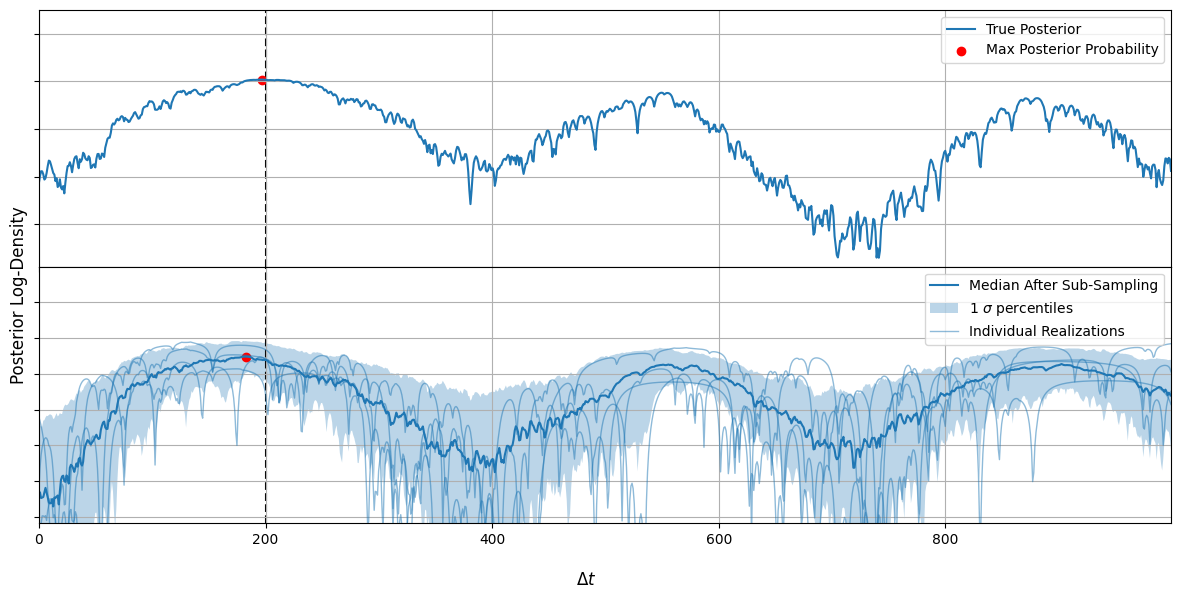 True Posterior
Max Posterior Probability
Posterior Log-Density
Median After Sub-Sampling
1 σ percentiles
Individual Realizations
0 200 400 600 800
Δt